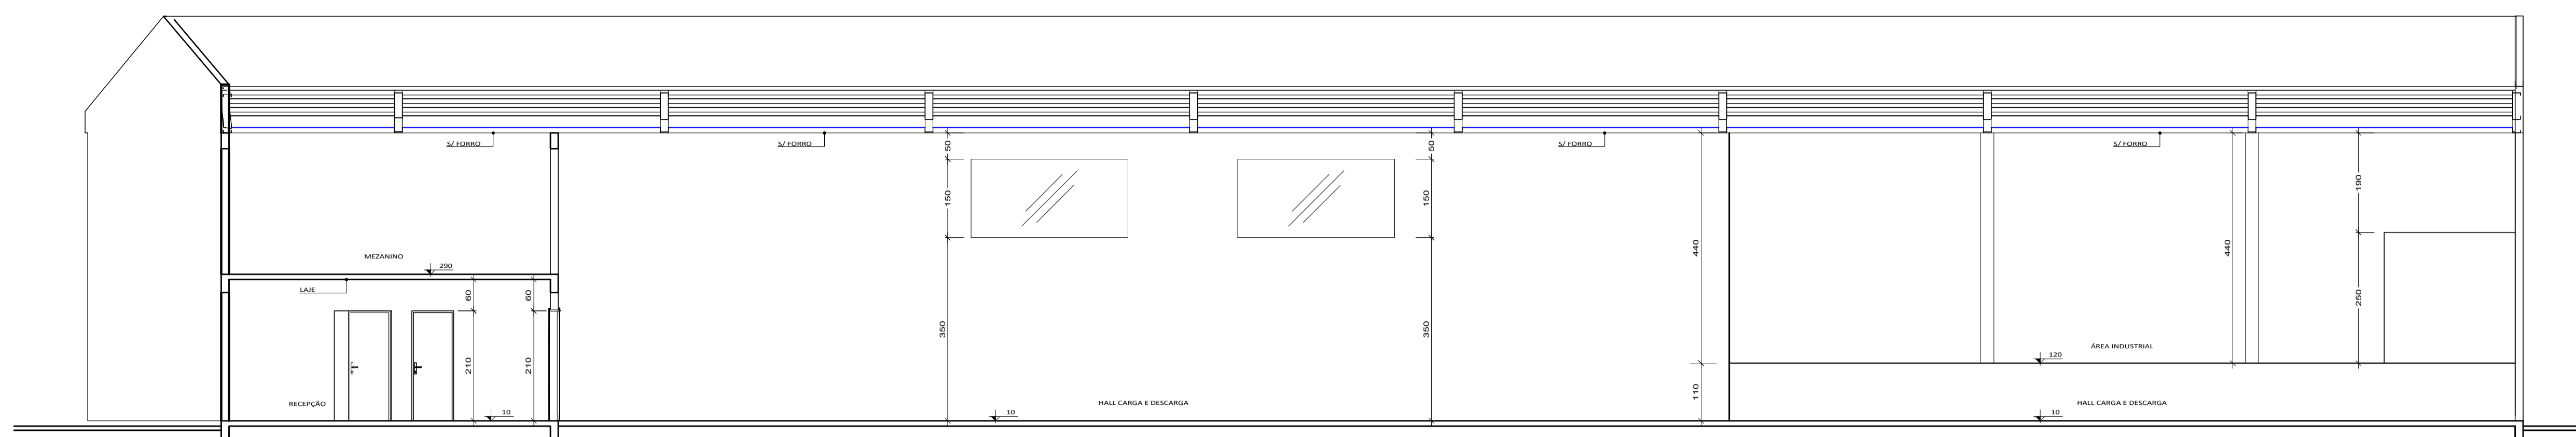 S/ FORRO
S/ FORRO
S/ FORRO
S/ FORRO
50
50
150
150
190
440
440
MEZANINO
290
LAJE
60
60
250
350
350
ÁREA INDUSTRIAL
120
210
210
110
RECEPÇÃO
HALL CARGA E DESCARGA
HALL CARGA E DESCARGA
10
10
10